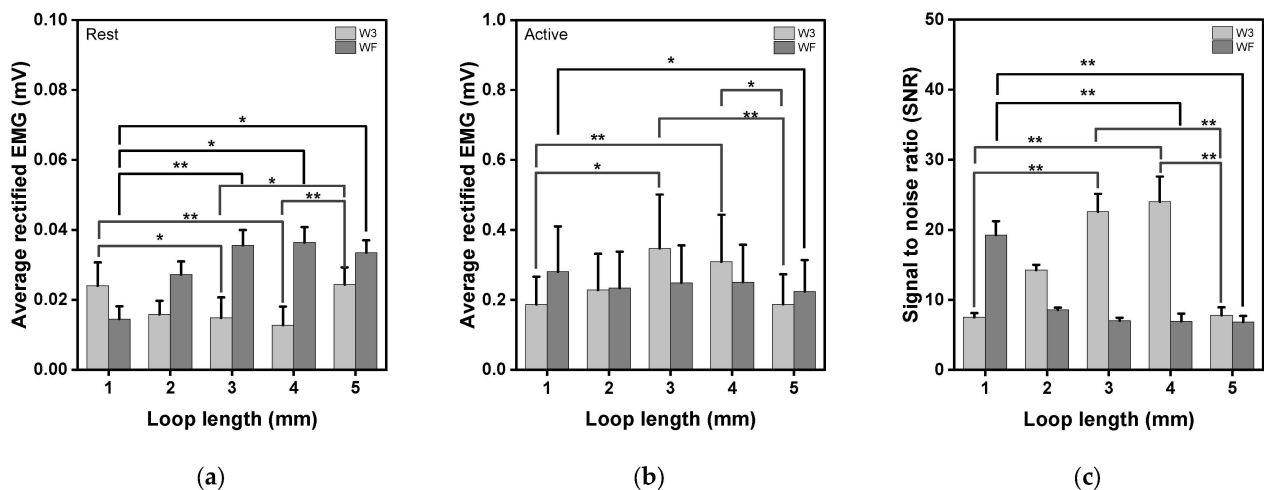 Average rectified EMG (mV)
0.10
0.08
0.06
0.04
0.02
0.00
Rest
W3
WF
*
*
**
*
**
**
*
1 2 3 4 5
Loop length (mm)
(a)
Average rectified EMG (mV)
1.0
0.8
0.6
0.4
0.2
0.0
Active
W3
WF
*
*
**
**
*
1 2 3 4 5
Loop length (mm)
(b)
Signal to noise ratio (SNR)
50
40
30
20
10
0
W3
WF
**
**
**
**
**
**
1 2 3 4 5
Loop length (mm)
(c)